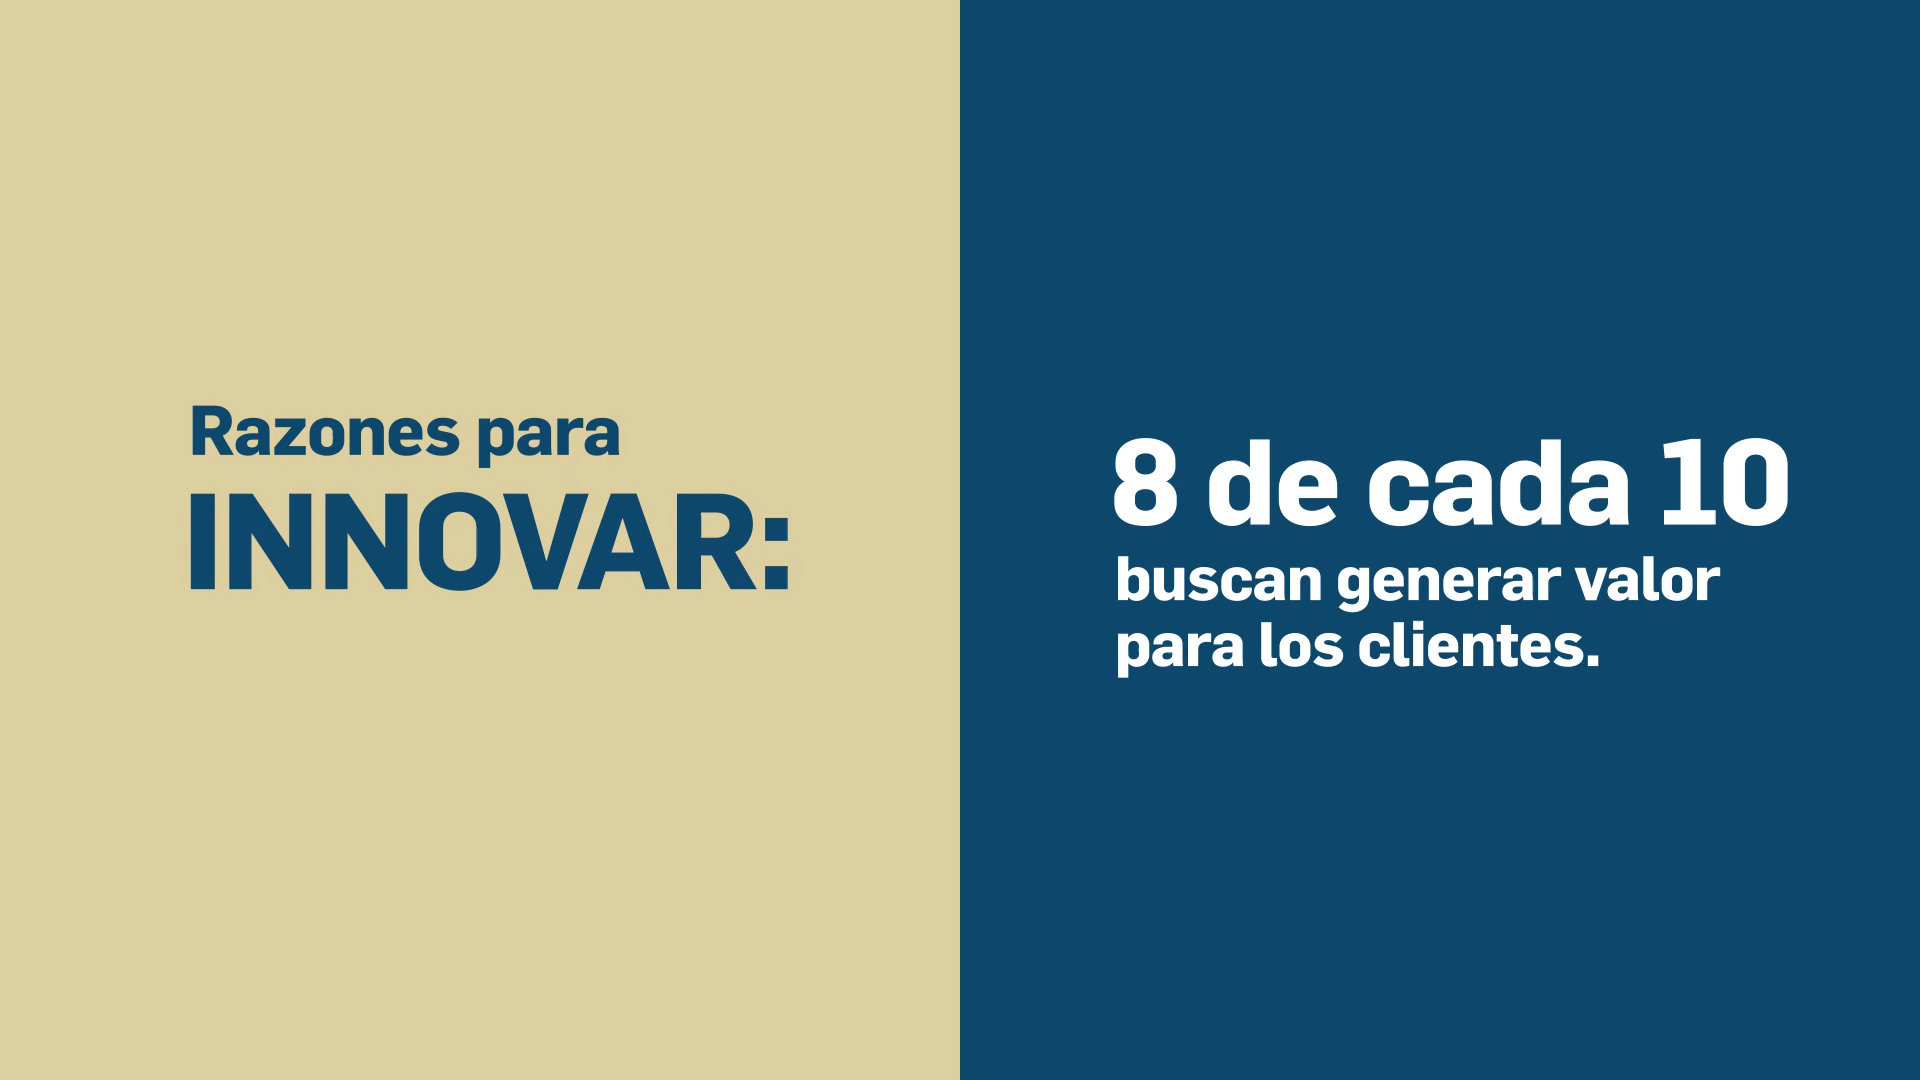 Razones para
INNOVAR:
8 de cada 10
buscan generar valor
para los clientes.